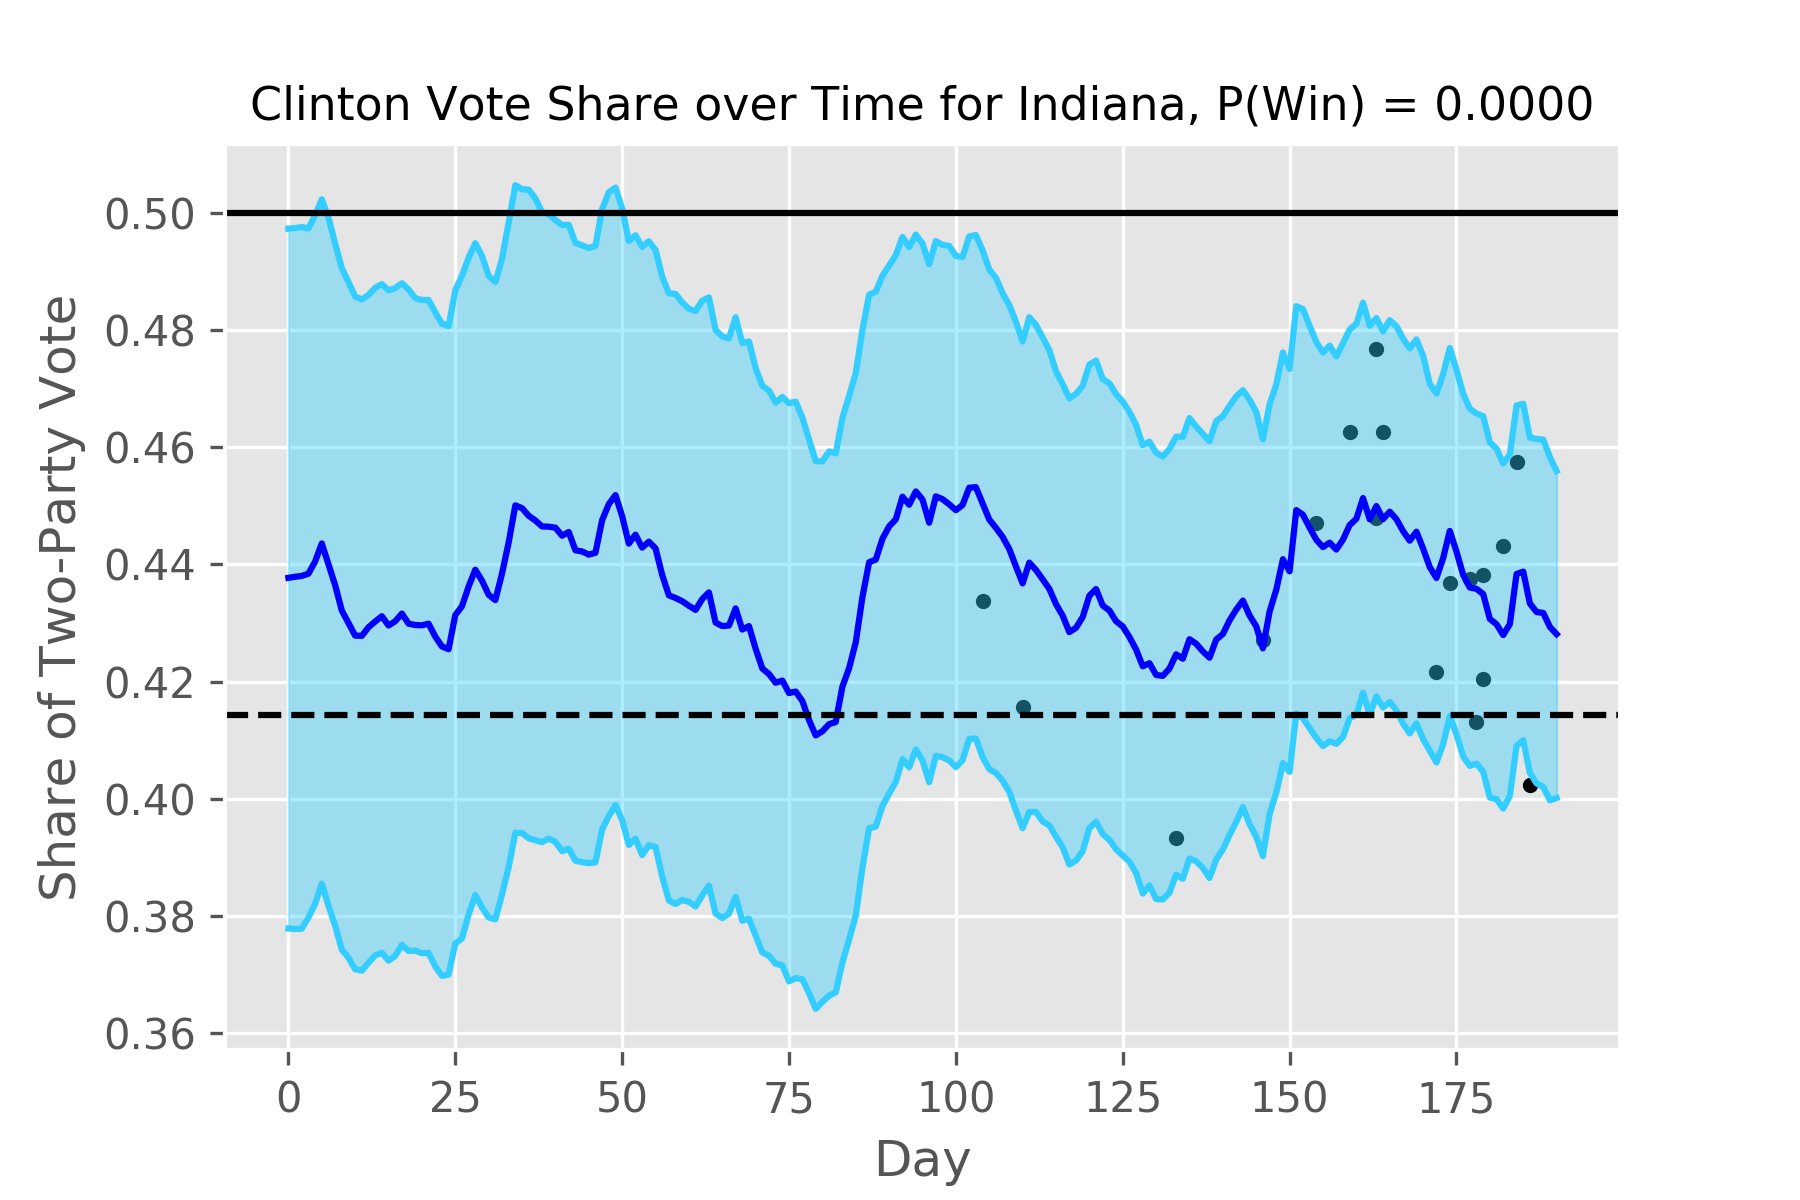 Clinton Vote Share over Time for Indiana, P(Win) = 0.0000
Share of Two-Party Vote
0.50
0.48
0.46
0.44
0.42
0.40
0.38
0.36
0 25 50 75 100 125 150 175
Day